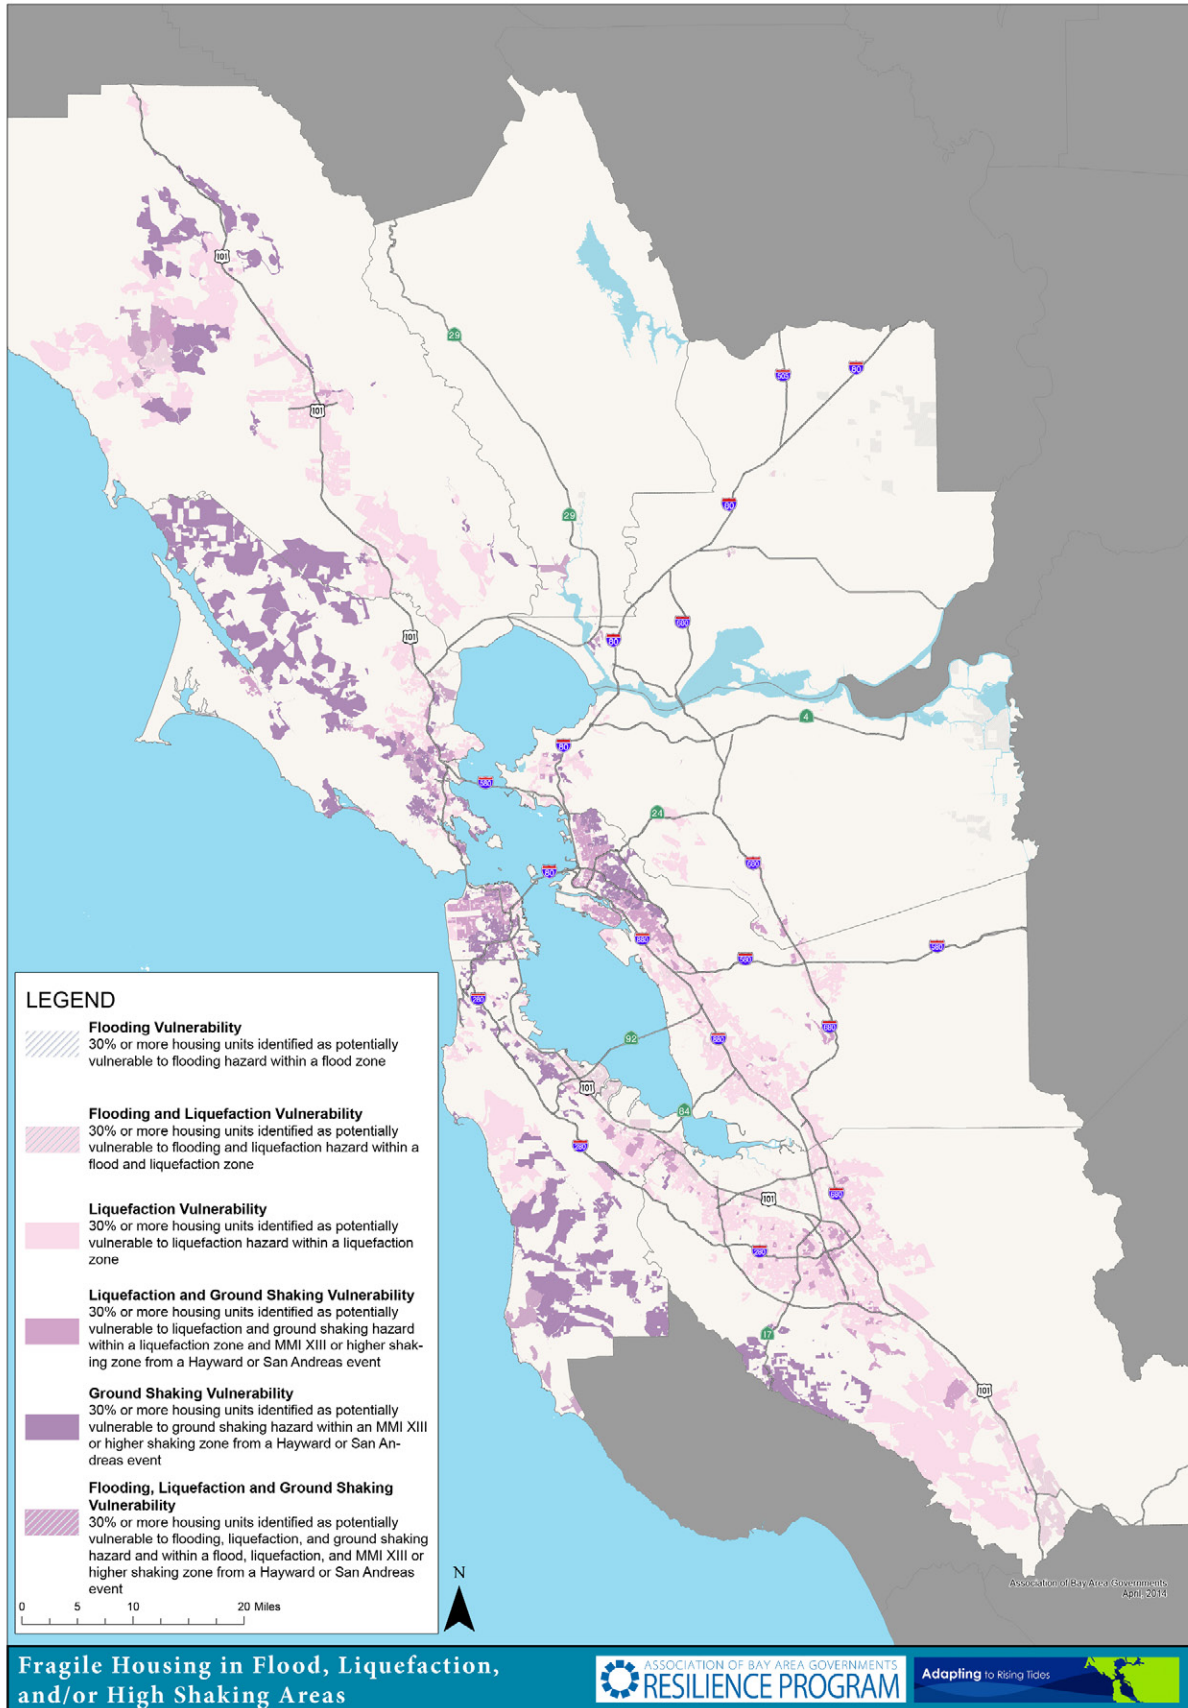 101
29
505
80
101
29
80
101
80
680
4
80
580
24
80
680
880
580
580
280
92
880
680
101
84
280
101
680
280
17
101
LEGEND
Flooding Vulnerability
30% or more housing units identified as potentially
vulnerable to flooding hazard within a flood zone
Flooding and Liquefaction Vulnerability
30% or more housing units identified as potentially
vulnerable to flooding and liquefaction hazard within a
flood and liquefaction zone
Liquefaction Vulnerability
30% or more housing units identified as potentially
vulnerable to liquefaction hazard within a liquefaction
zone
Liquefaction and Ground Shaking Vulnerability
30% or more housing units identified as potentially
vulnerable to liquefaction and ground shaking hazard
within a liquefaction zone and MMI XIII or higher shak-
ing zone from a Hayward or San Andreas event
Ground Shaking Vulnerability
30% or more housing units identified as potentially
vulnerable to ground shaking hazard within an MMI XIII
or higher shaking zone from a Hayward or San An-
dreas event
Flooding, Liquefaction and Ground Shaking
Vulnerability
30% or more housing units identified as potentially
vulnerable to flooding, liquefaction, and ground shaking
hazard and within a flood, liquefaction, and MMI XIII or
higher shaking zone from a Hayward or San Andreas
event
0 5 10 20 Miles
N
Association of Bay Area Governments
April, 2014
Fragile Housing in Flood, Liquefaction,
and/or High Shaking Areas
ASSOCIATION OF BAY AREA GOVERNMENTS
RESILIENCE PROGRAM
Adapting to Rising Tides